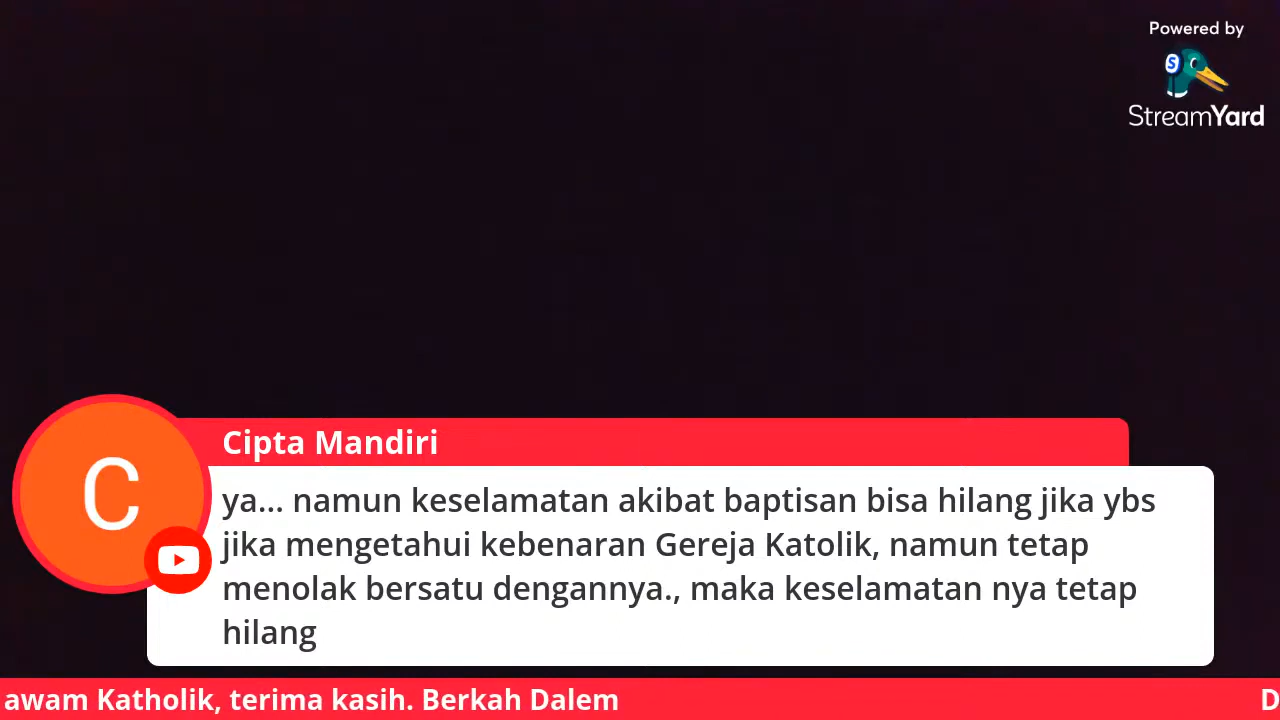 Powered by
S
StreamYard
Cipta Mandiri
C
ya... namun keselamatan akibat baptisan bisa hilang jika ybs
jika mengetahui kebenaran Gereja Katolik, namun tetap
menolak bersatu dengannya., maka keselamatan nya tetap
hilang
awam Katholik, terima kasih. Berkah Dalem
D